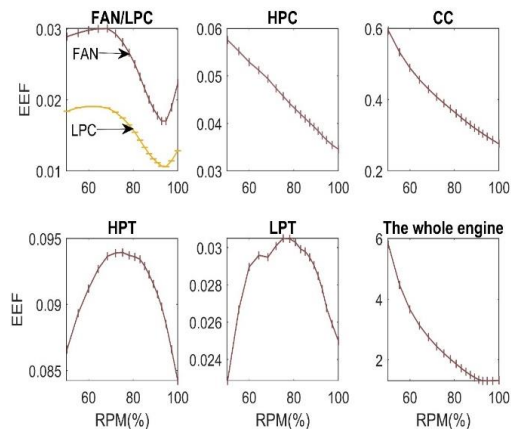 FAN/LPC
HPC
CC
0.03
0.02
0.01
EEF
FAN
LPC
60 80 100
0.06
0.05
0.04
0.03
60 80 100
0.6
0.4
0.2
60 80 100
HPT
LPT
The whole engine
0.095
0.09
0.085
EEF
60 80 100
RPM(%)
0.03
0.028
0.026
0.024
60 80 100
RPM(%)
6
4
2
60 80 100
RPM(%)